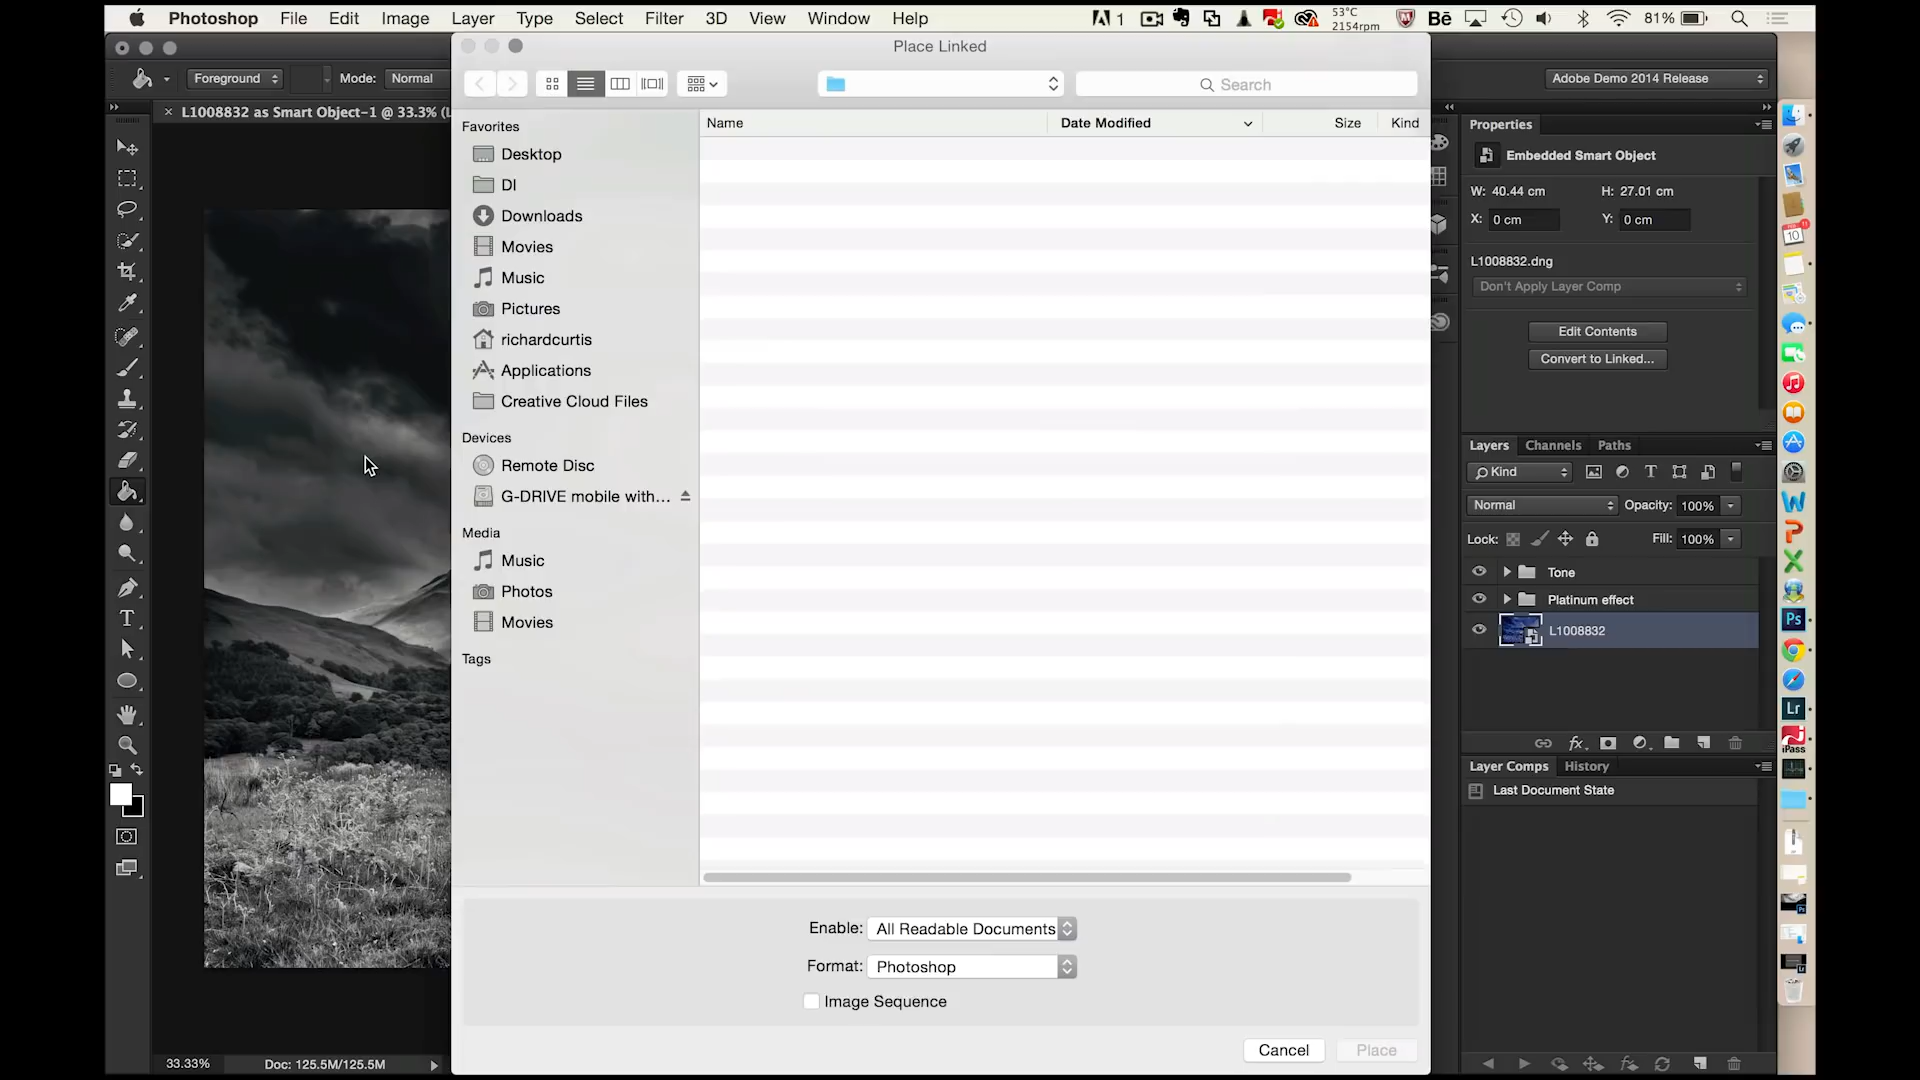 Photoshop File Edit Image Layer Type Select Filter 3D View Window Help 1 53°C 2154rpm Bē 81%
Place Linked
Foreground Mode: Normal Search Adobe Demo 2014 Release
L1008832 as Smart Object-1 @ 33.3% (L
Name Date Modified Size Kind
Favorites
Desktop
DI
Downloads
Movies
Music
Pictures
richardcurtis
Applications
Creative Cloud Files
Devices
Remote Disc
G-DRIVE mobile with...
Media
Music
Photos
Movies
Tags
Enable: All Readable Documents
Format: Photoshop
Image Sequence
Cancel Place
33.33% Doc: 125.5M/125.5M
Properties
Embedded Smart Object
W: 40.44 cm H: 27.01 cm
X: 0 cm Y: 0 cm
L1008832.dng
Don't Apply Layer Comp
Edit Contents
Convert to Linked...
Layers Channels Paths
Kind
Normal Opacity: 100%
Lock: Fill: 100%
Tone
Platinum effect
L1008832
Layer Comps History
Last Document State
10
Ps
Lr
iPass